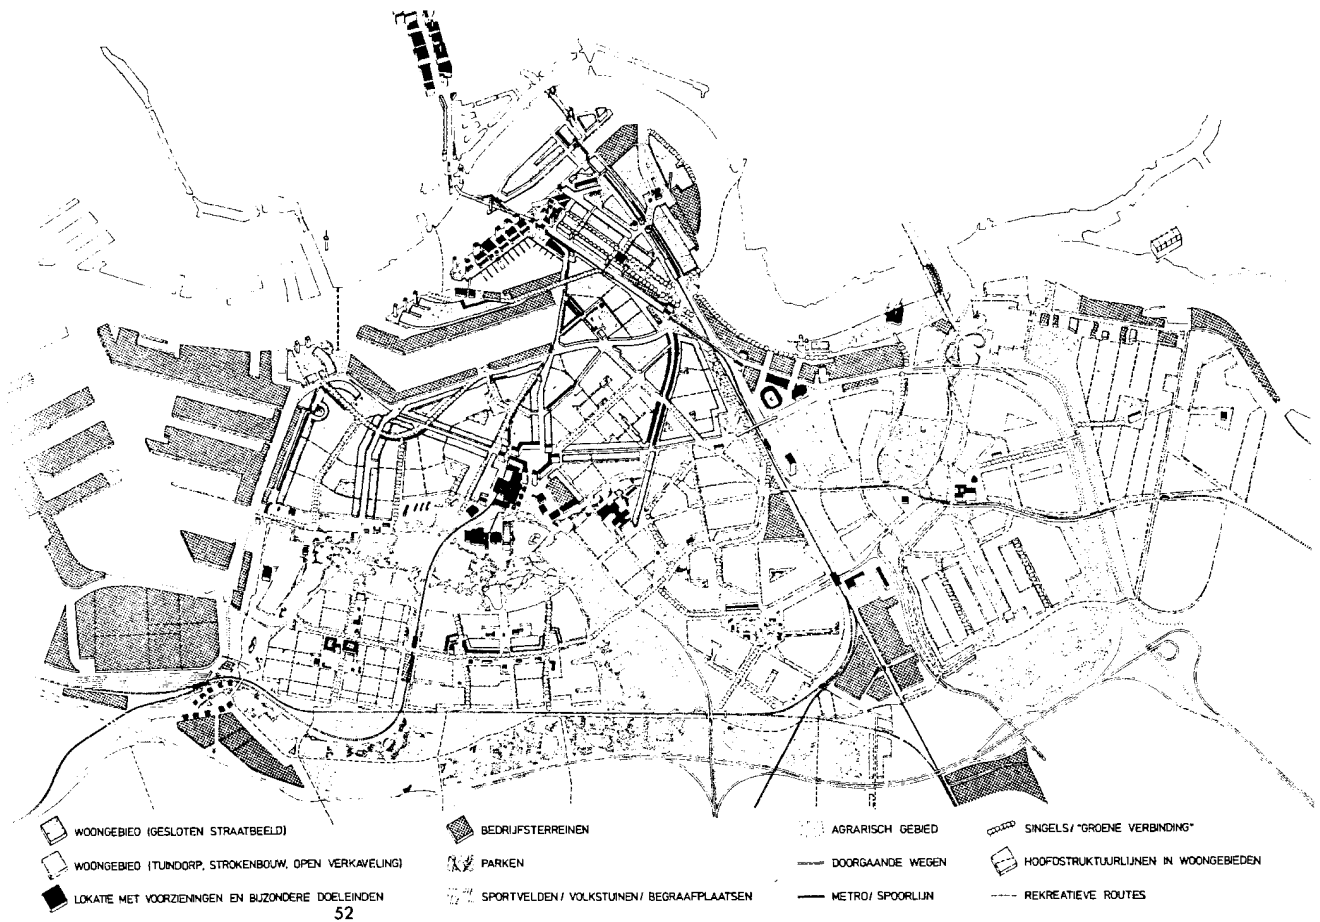 WOONGEBIED (GESLOTEN STRAATBEELD)
WOONGEBIED (TUINDORP, STROKENBOUW, OPEN VERKAVELING)
LOKATIE MET VOORZIENINGEN EN BIJZONDERE DOELEINDEN
BEDRIJFSTERREINEN
PARKEN
SPORTVELDEN / VOLKSTUINEN / BEGRAAFPLAATSEN
AGRARISCH GEBIED
DOORGAANDE WEGEN
METRO / SPOORLIJN
SINGELS / "GROENE VERBINDING"
HOOFDSTRUKTUURLIJNEN IN WOONGEBIEDEN
REKREATIEVE ROUTES
52